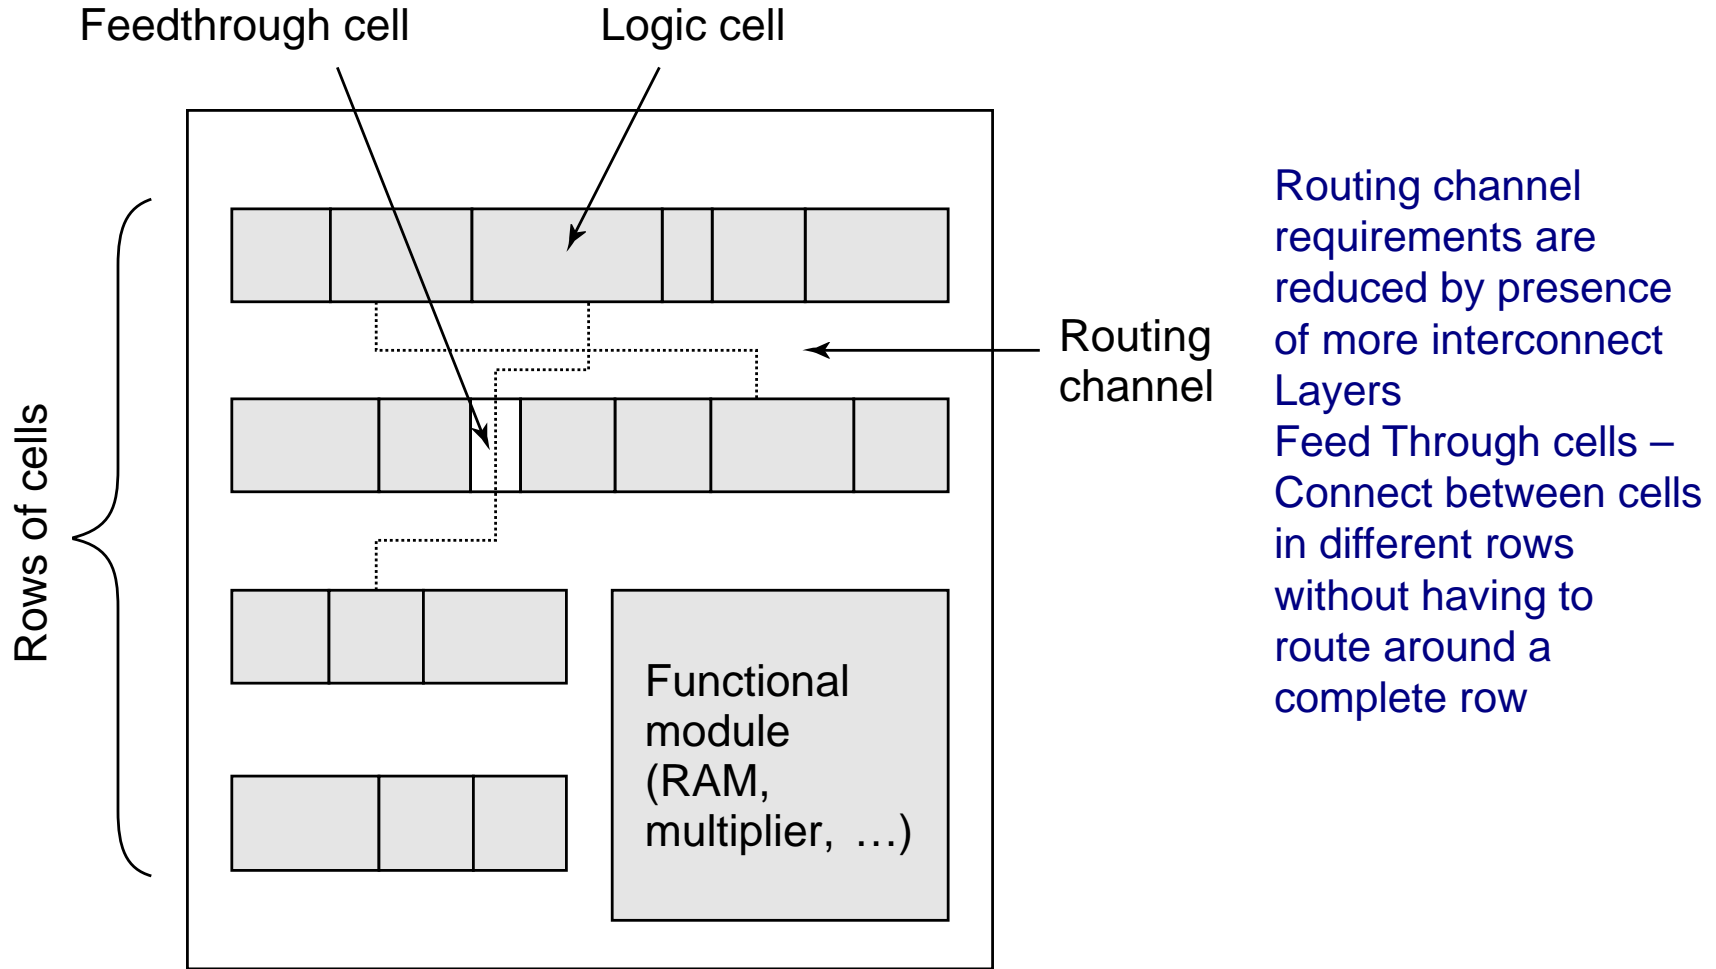 Feedthrough cell
Logic cell
Rows of cells
Routing
channel
Functional
module
(RAM,
multiplier, …)
Routing channel
requirements are
reduced by presence
of more interconnect
Layers
Feed Through cells –
Connect between cells
in different rows
without having to
route around a
complete row